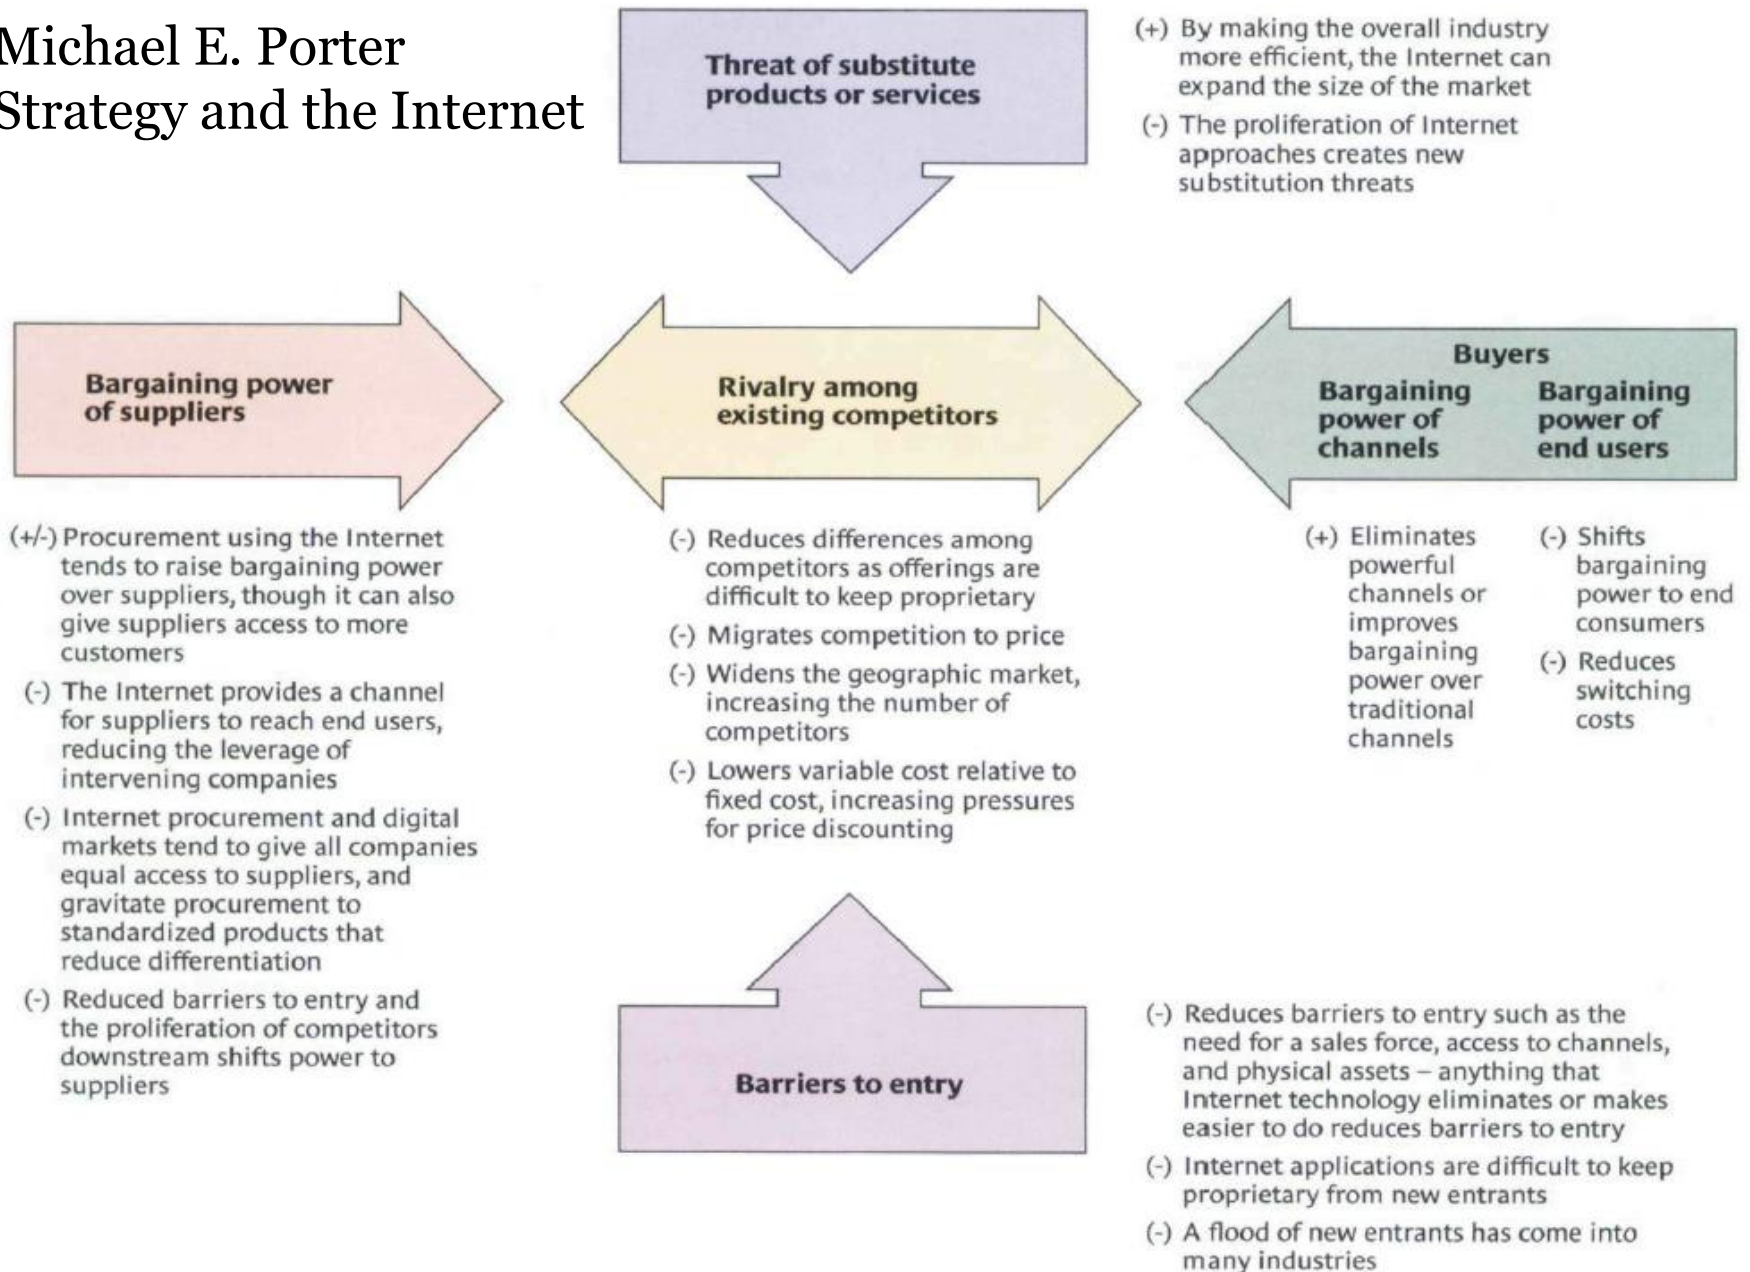 Michael E. Porter
Strategy and the Internet
Threat of substitute
products or services
(+) By making the overall industry
more efficient, the Internet can
expand the size of the market
(-) The proliferation of Internet
approaches creates new
substitution threats
Bargaining power
of suppliers
(+/-) Procurement using the Internet
tends to raise bargaining power
over suppliers, though it can also
give suppliers access to more
customers
(-) The Internet provides a channel
for suppliers to reach end users,
reducing the leverage of
intervening companies
(-) Internet procurement and digital
markets tend to give all companies
equal access to suppliers, and
gravitate procurement to
standardized products that
reduce differentiation
(-) Reduced barriers to entry and
the proliferation of competitors
downstream shifts power to
suppliers
Rivalry among
existing competitors
(-) Reduces differences among
competitors as offerings are
difficult to keep proprietary
(-) Migrates competition to price
(-) Widens the geographic market,
increasing the number of
competitors
(-) Lowers variable cost relative to
fixed cost, increasing pressures
for price discounting
Buyers
Bargaining
power of
channels
(+) Eliminates
powerful
channels or
improves
bargaining
power over
traditional
channels
Bargaining
power of
end users
(-) Shifts
bargaining
power to end
consumers
(-) Reduces
switching
costs
Barriers to entry
(-) Reduces barriers to entry such as the
need for a sales force, access to channels,
and physical assets – anything that
Internet technology eliminates or makes
easier to do reduces barriers to entry
(-) Internet applications are difficult to keep
proprietary from new entrants
(-) A flood of new entrants has come into
many industries